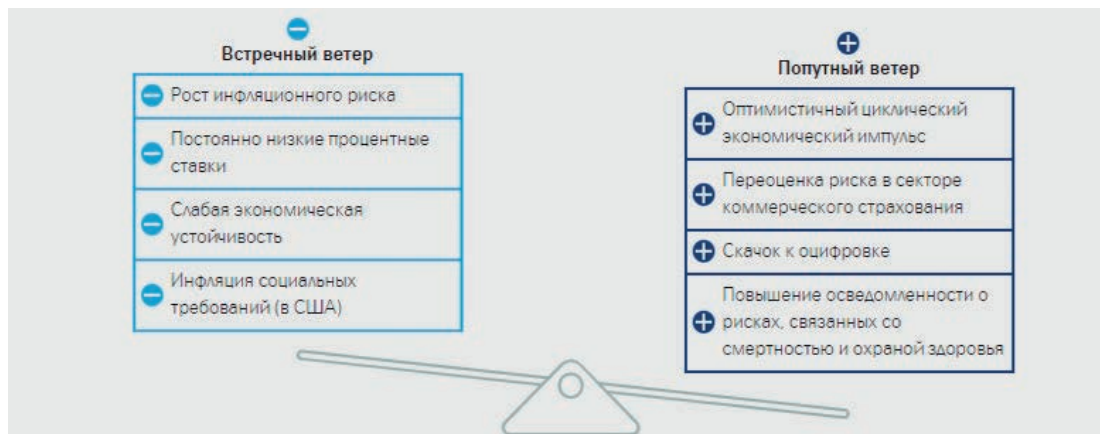 Встречный ветер
Рост инфляционного риска
Постоянно низкие процентные
ставки
Слабая экономическая
устойчивость
Инфляция социальных
требований (в США)
Попутный ветер
Оптимистичный циклический
экономический импульс
Переоценка риска в секторе
коммерческого страхования
Скачок к оцифровке
Повышение осведомленности о
рисках, связанных со
смертностью и охраной здоровья